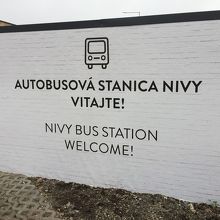 AUTOBUSOVÁ STANICA NIVY
VITAJTE!
NIVY BUS STATION
WELCOME!